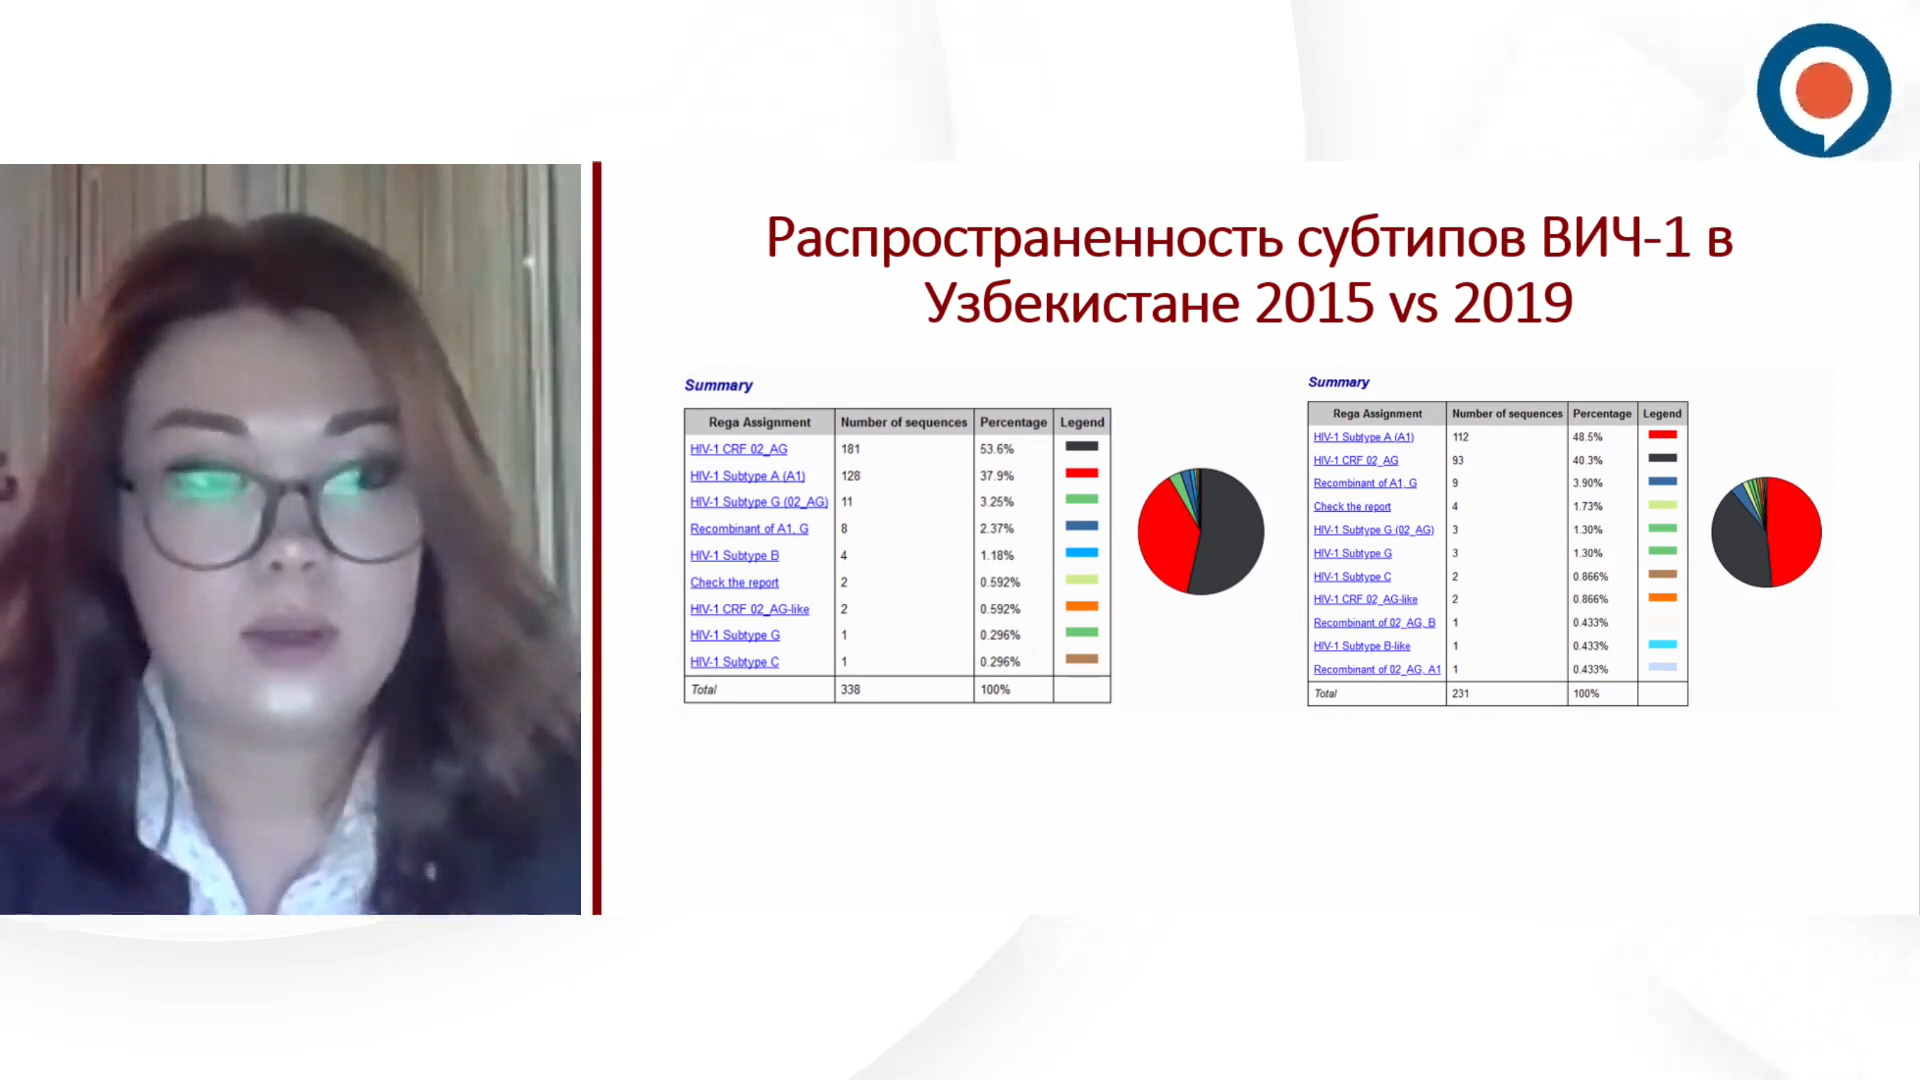 Распространенность субтипов ВИЧ-1 в
Узбекистане 2015 vs 2019
Summary
Rega Assignment Number of sequences Percentage Legend
HIV-1 CRF 02_AG 181 53.6%
HIV-1 Subtype A (A1) 128 37.9%
HIV-1 Subtype G (02_AG) 11 3.25%
Recombinant of A1, G 8 2.37%
HIV-1 Subtype B 4 1.18%
Check the report 2 0.592%
HIV-1 CRF 02_AG-like 2 0.592%
HIV-1 Subtype G 1 0.296%
HIV-1 Subtype C 1 0.296%
Total 338 100%
Summary
Rega Assignment Number of sequences Percentage Legend
HIV-1 Subtype A (A1) 112 48.5%
HIV-1 CRF 02_AG 93 40.3%
Recombinant of A1, G 9 3.90%
Check the report 4 1.73%
HIV-1 Subtype G (02_AG) 3 1.30%
HIV-1 Subtype G 3 1.30%
HIV-1 Subtype C 2 0.866%
HIV-1 CRF 02_AG-like 2 0.866%
Recombinant of 02_AG, B 1 0.433%
HIV-1 Subtype B-like 1 0.433%
Recombinant of 02_AG, A1 1 0.433%
Total 231 100%